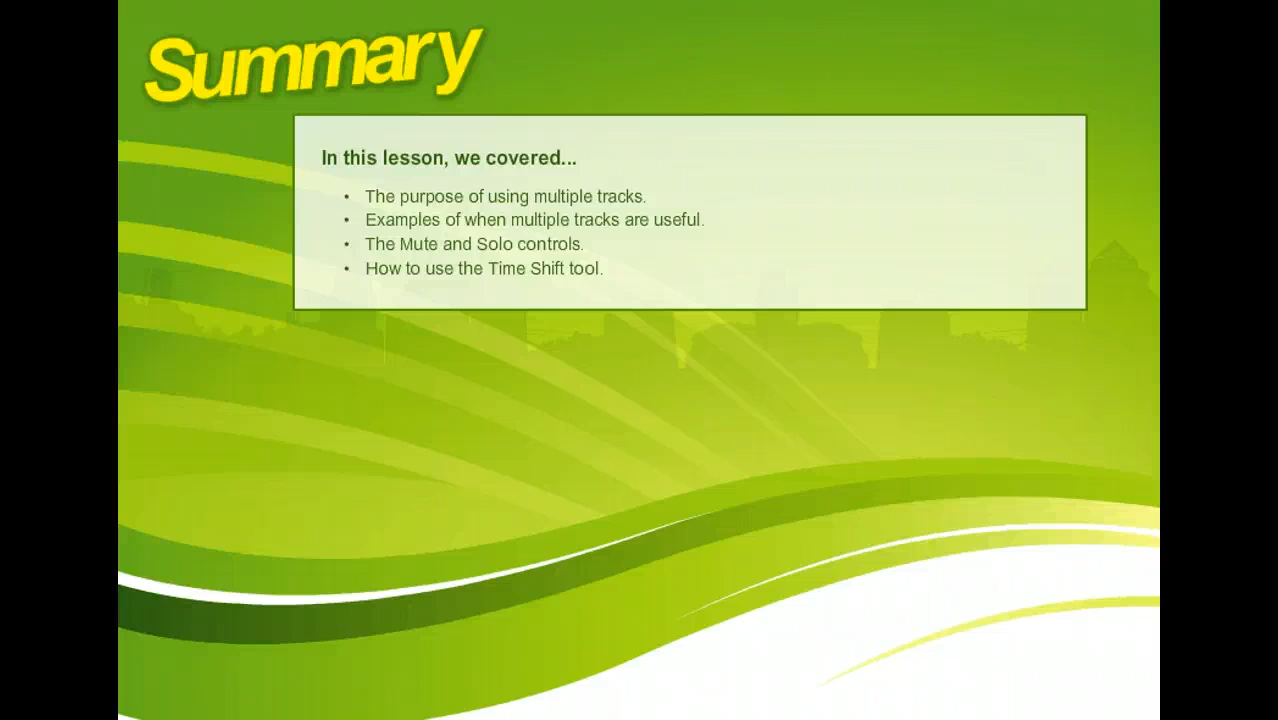 Summary
In this lesson, we covered...
• The purpose of using multiple tracks.
• Examples of when multiple tracks are useful.
• The Mute and Solo controls.
• How to use the Time Shift tool.